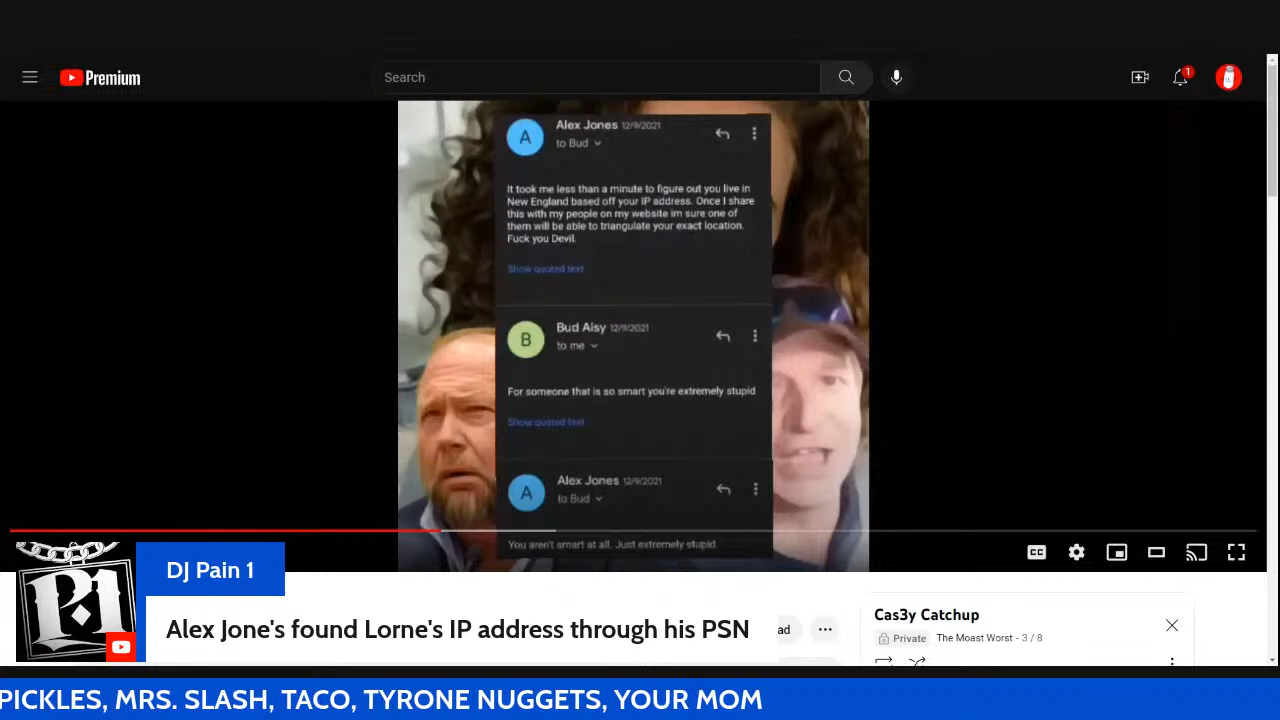 Premium
Search
1
Alex Jones 12/9/2021
to Bud
It took me less than a minute to figure out you live in
New England based off your IP address. Once I share
this with my people on my website im sure one of
them will be able to triangulate your exact location.
Fuck you Devil.
Show quoted text
B
Bud Aisy 12/9/2021
to me
For someone that is so smart you're extremely stupid
Show quoted text
A
Alex Jones 12/9/2021
to Bud
You aren't smart at all. Just extremely stupid
CC
P1
DJ Pain 1
Alex Jone's found Lorne's IP address through his PSN
ad
Cas3y Catchup
Private The Moast Worst - 3 / 8
PICKLES, MRS. SLASH, TACO, TYRONE NUGGETS, YOUR MOM